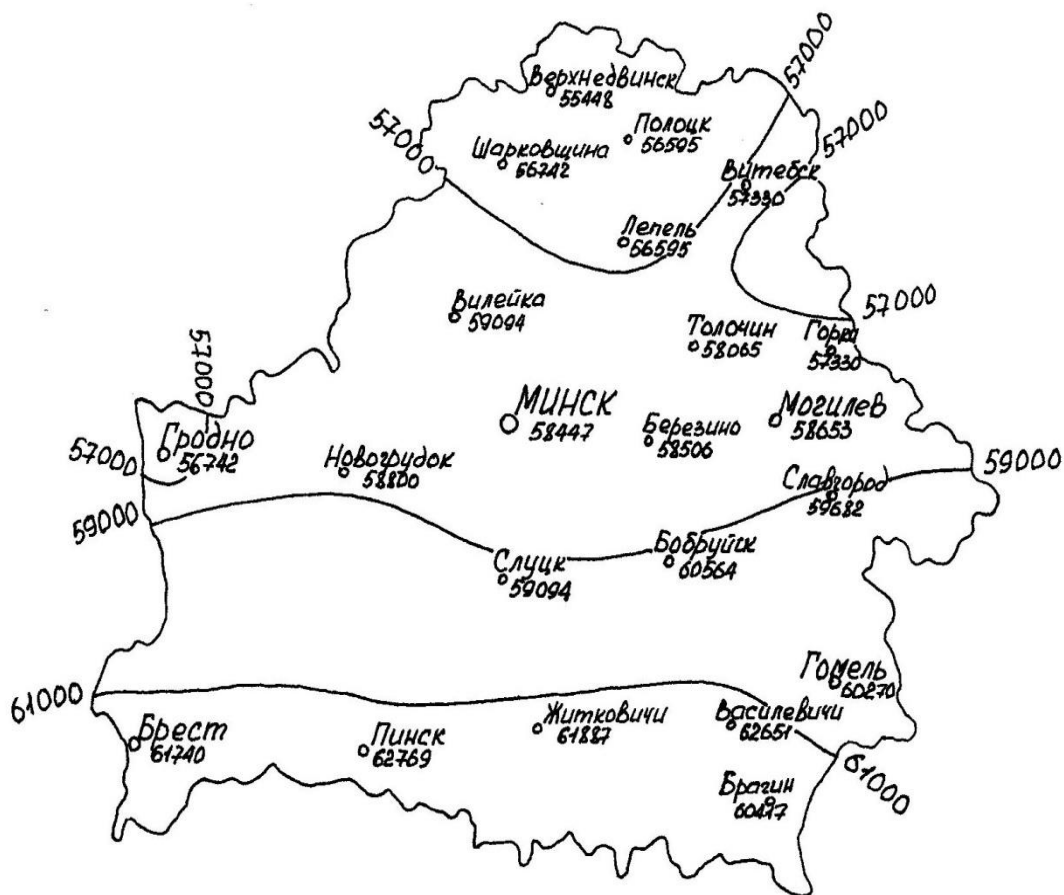 57000
Верхнедвинск
55448
57000
Полоцк
56595
57000
Шарковщина
56742
Витебск
57330
Лепель
56595
Вилейка
59094
57000
Толочин
58065
Горки
57330
57000
МИНСК
58447
Березино
58506
Могилев
58653
Гродно
56742
57000
Новогрудок
58800
59000
Славгород
59682
59000
Слуцк
59094
Бобруйск
60564
Гомель
60270
61000
Житковичи
61887
Василевичи
62651
Брест
61740
Пинск
62769
61000
Брагин